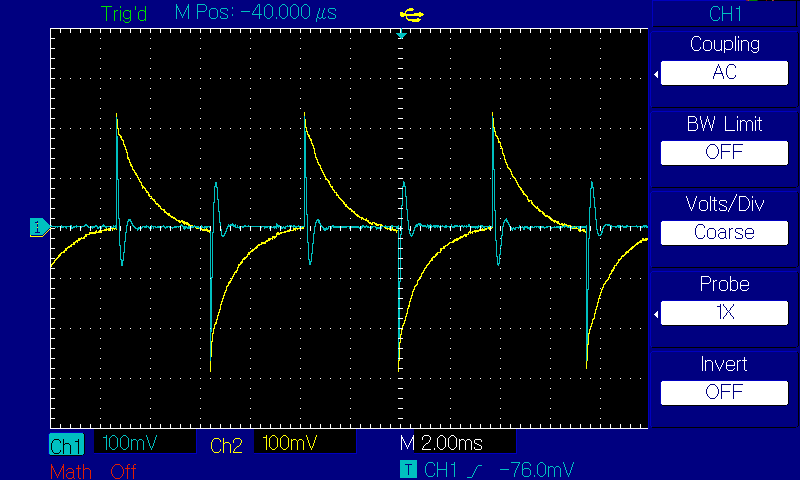 Trig'd M Pos: -40.000 μs CH1
Coupling
AC
BW Limit
OFF
Volts/Div
Coarse
Probe
1X
Invert
OFF
1
Ch1 100mV Ch2 100mV M 2.00ms
Math Off T CH1 -76.0mV